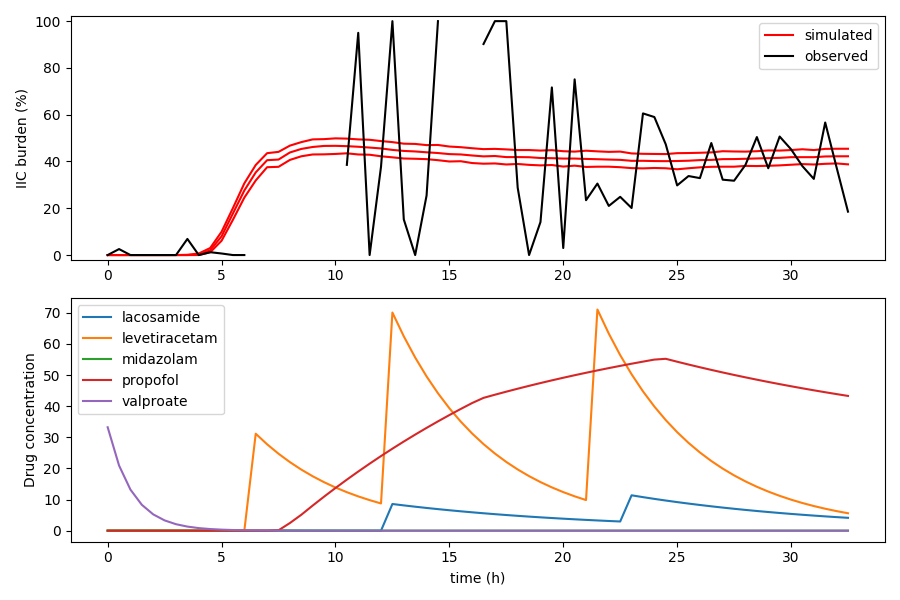 100
80
60
40
20
0
IIC burden (%)
simulated
observed
0 5 10 15 20 25 30
70
60
50
40
30
20
10
0
Drug concentration
lacosamide
levetiracetam
midazolam
propofol
valproate
0 5 10 15 20 25 30
time (h)